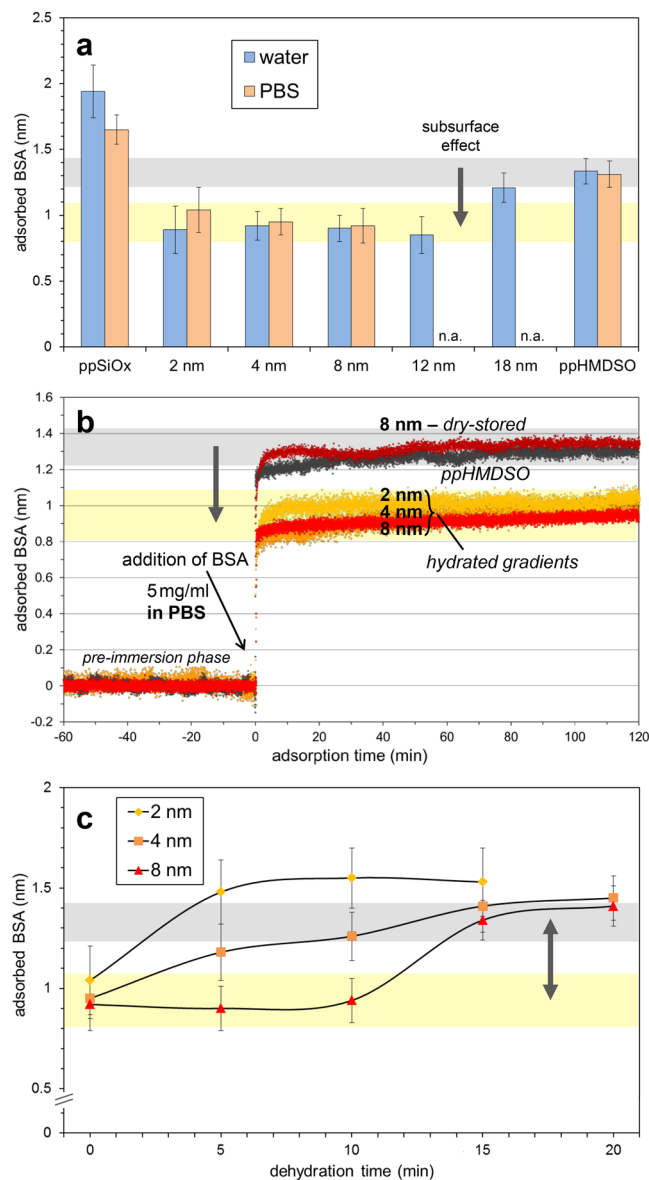 a
adsorbed BSA (nm)
2.5
2
1.5
1
0.5
0
water
PBS
subsurface
effect
n.a.
n.a.
ppSiOx
2 nm
4 nm
8 nm
12 nm
18 nm
ppHMDSO
b
adsorbed BSA (nm)
1.6
1.4
1.2
1
0.8
0.6
0.4
0.2
0
-0.2
8 nm – dry-stored
ppHMDSO
2 nm
4 nm
8 nm
hydrated gradients
addition of BSA
5 mg/ml
in PBS
pre-immersion phase
-60
-40
-20
0
20
40
60
80
100
120
adsorption time (min)
c
adsorbed BSA (nm)
2
1.5
1
0.5
0
2 nm
4 nm
8 nm
0
5
10
15
20
dehydration time (min)